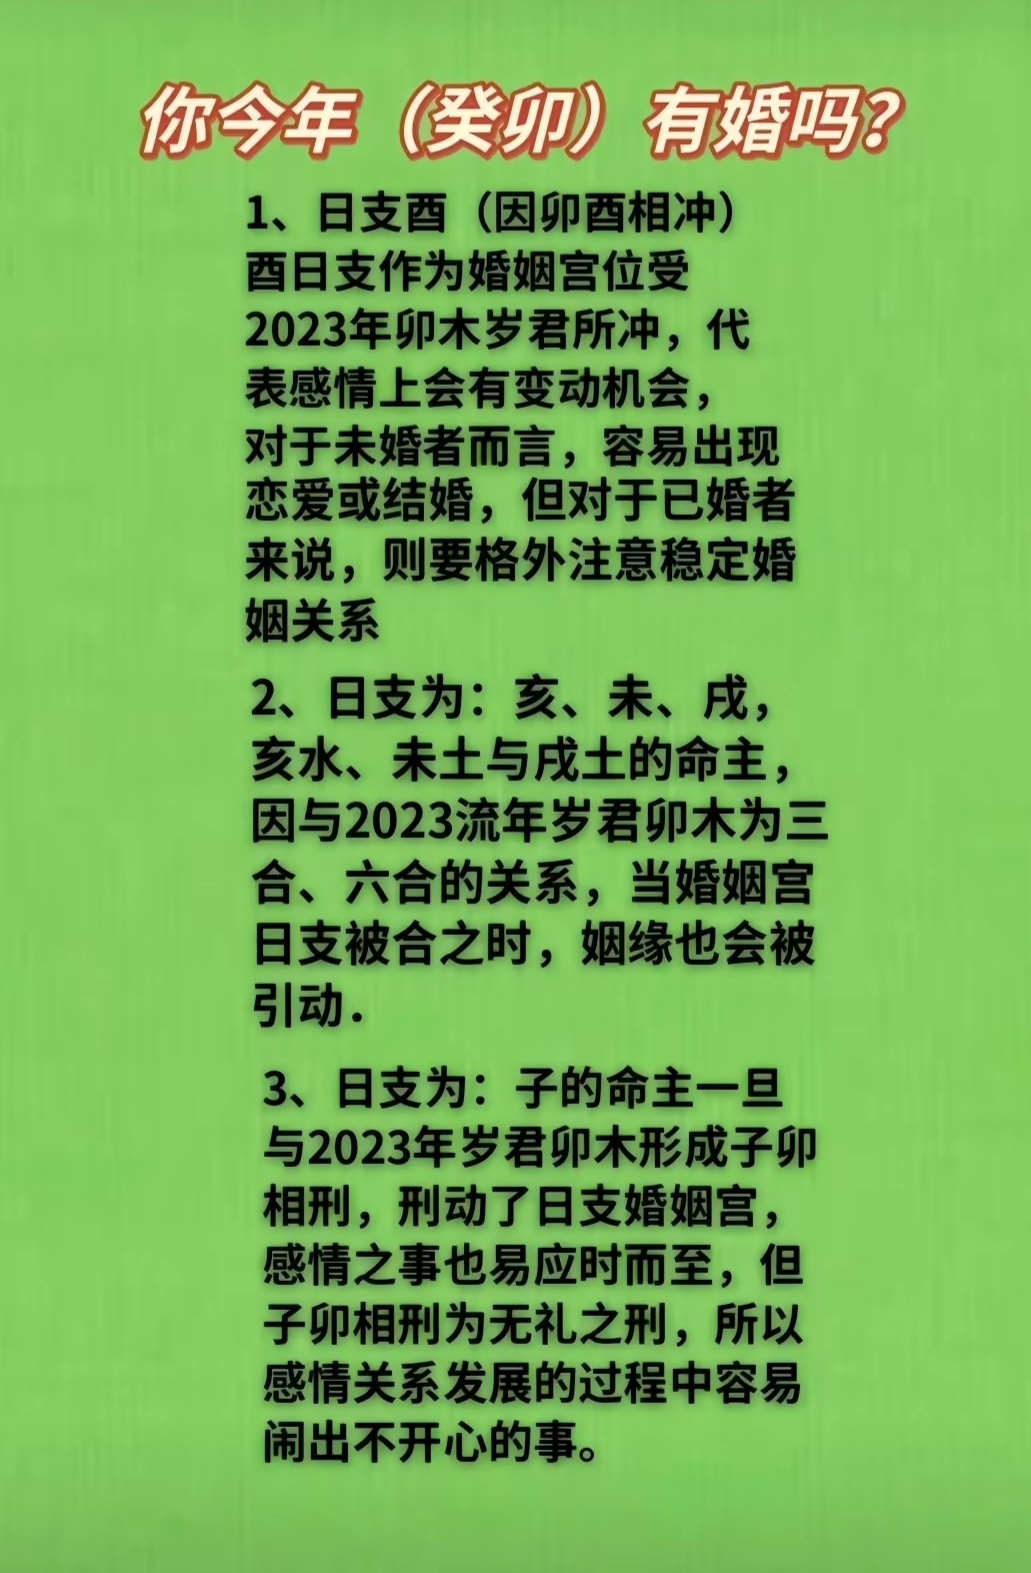 你今年（癸卯）有婚吗？
1、日支酉（因卯酉相冲）
酉日支作为婚姻宫位受
2023年卯木岁君所冲，代
表感情上会有变动机会，
对于未婚者而言，容易出现
恋爱或结婚，但对于已婚者
来说，则要格外注意稳定婚
姻关系
2、日支为：亥、未、戌，
亥水、未土与戌土的命主，
因与2023流年岁君卯木为三
合、六合的关系，当婚姻宫
日支被合之时，姻缘也会被
引动．
3、日支为：子的命主一旦
与2023年岁君卯木形成子卯
相刑，刑动了日支婚姻宫，
感情之事也易应时而至，但
子卯相刑为无礼之刑，所以
感情关系发展的过程中容易
闹出不开心的事。